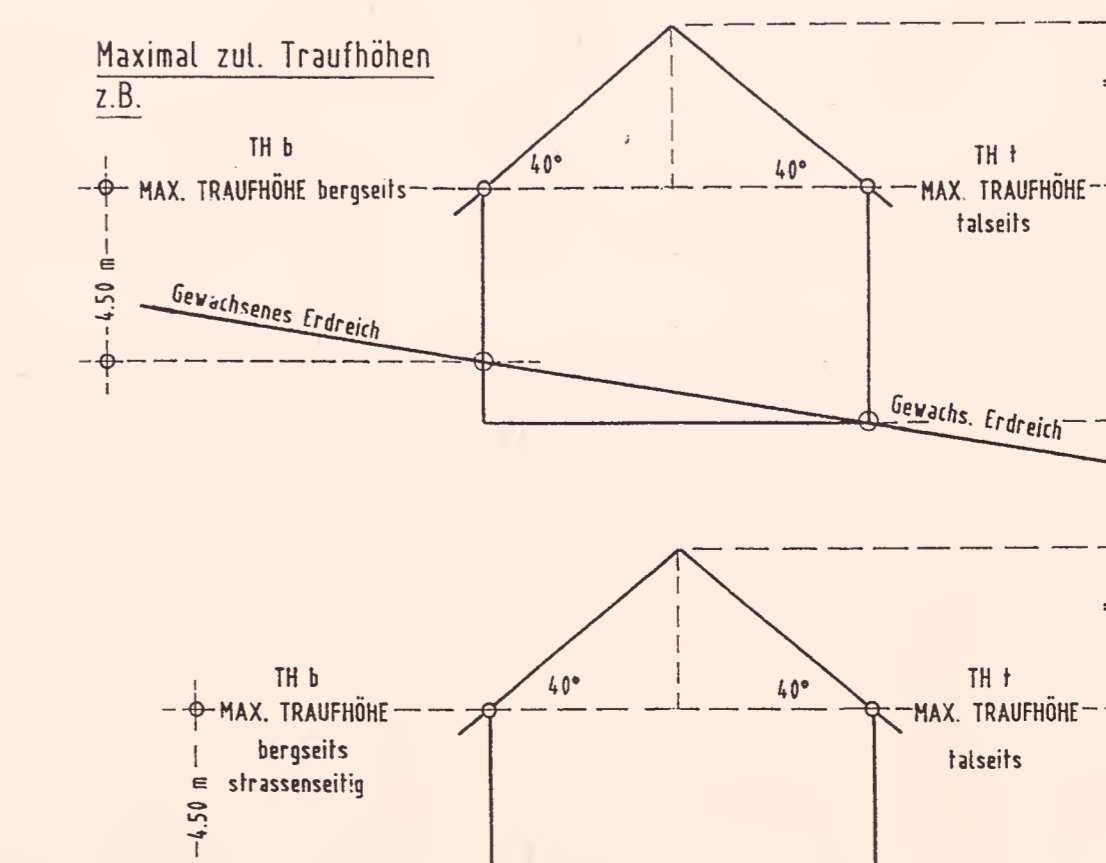 Maximal zul. Traufhöhen
z.B.
TH b
MAX. TRAUFHÖHE bergseits
40°
40°
TH t
MAX. TRAUFHÖHE
talseits
4.50 m
Gewachsenes Erdreich
Gewachs. Erdreich
TH b
MAX. TRAUFHÖHE
bergseits
strassenseitig
40°
40°
TH t
MAX. TRAUFHÖHE
talseits
4.50 m